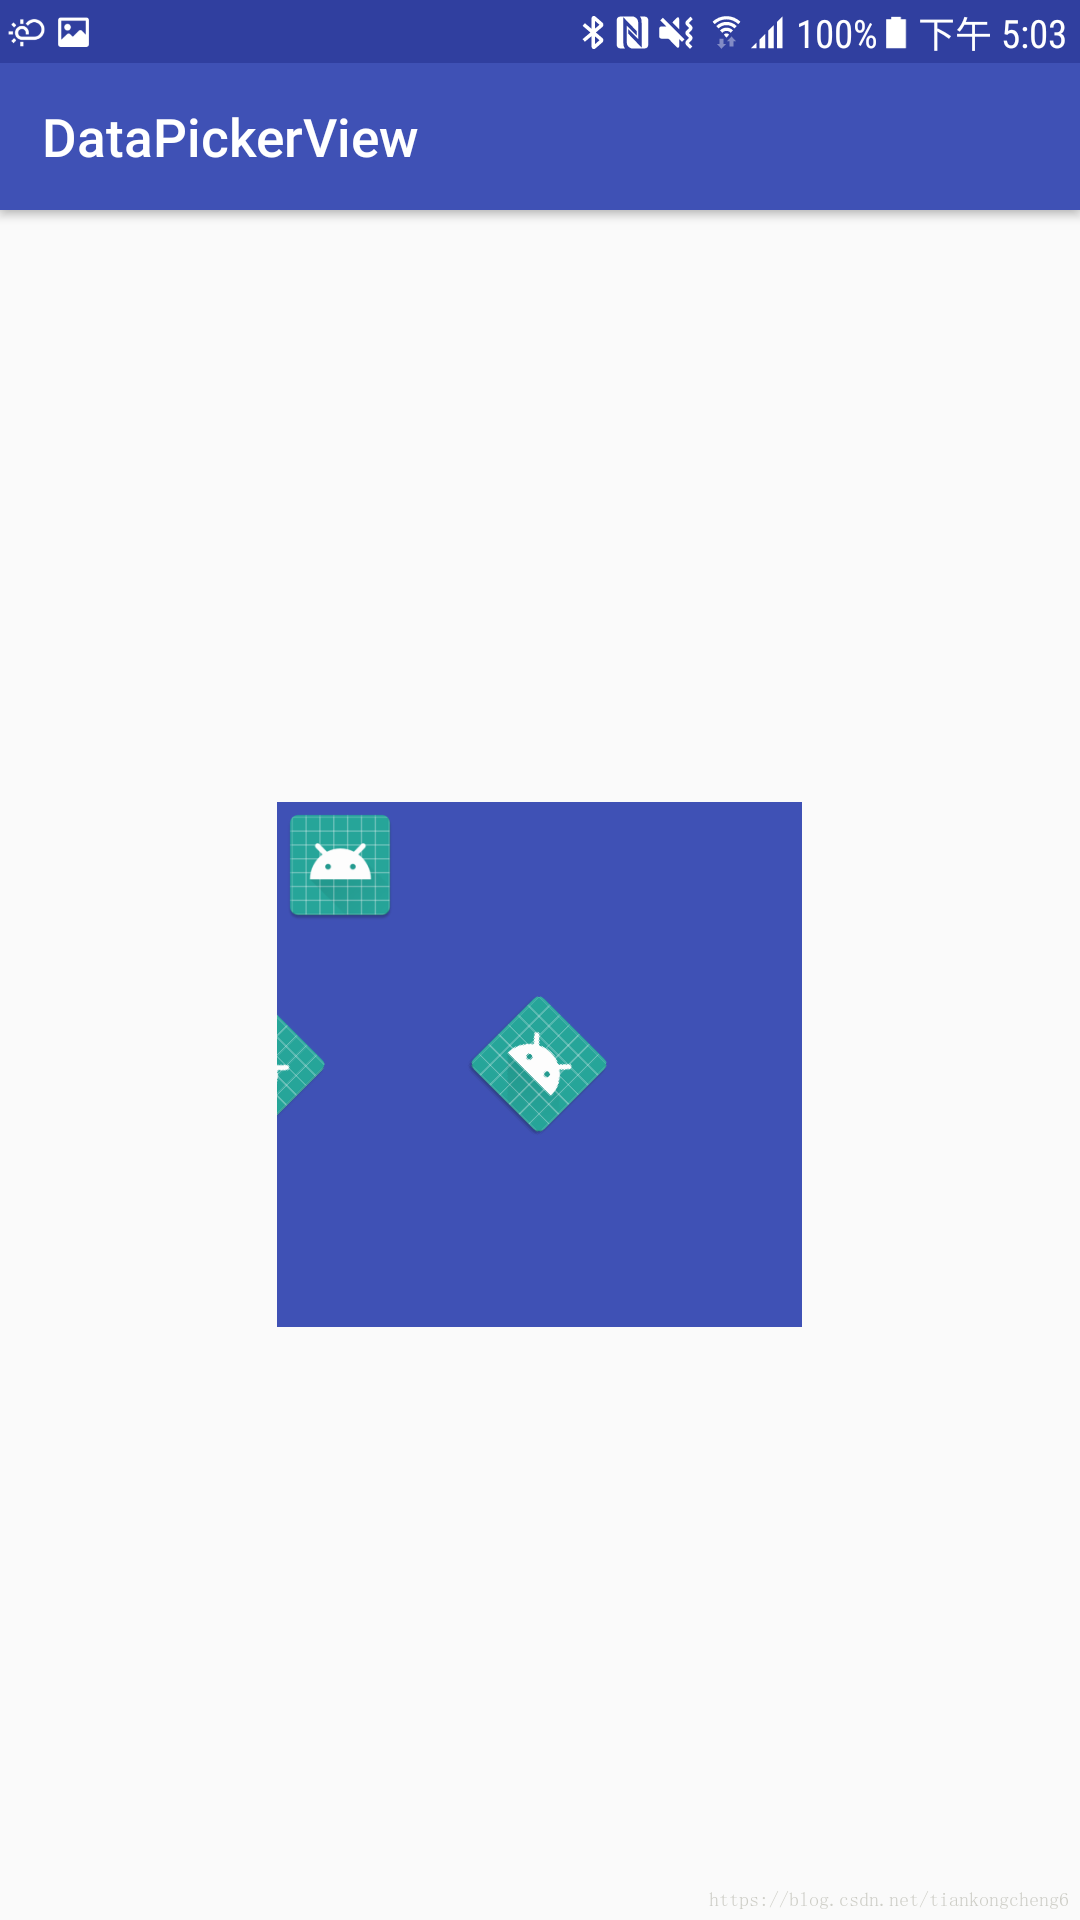 100% 下午 5:03
DataPickerView
https://blog.csdn.net/tiankongcheng6